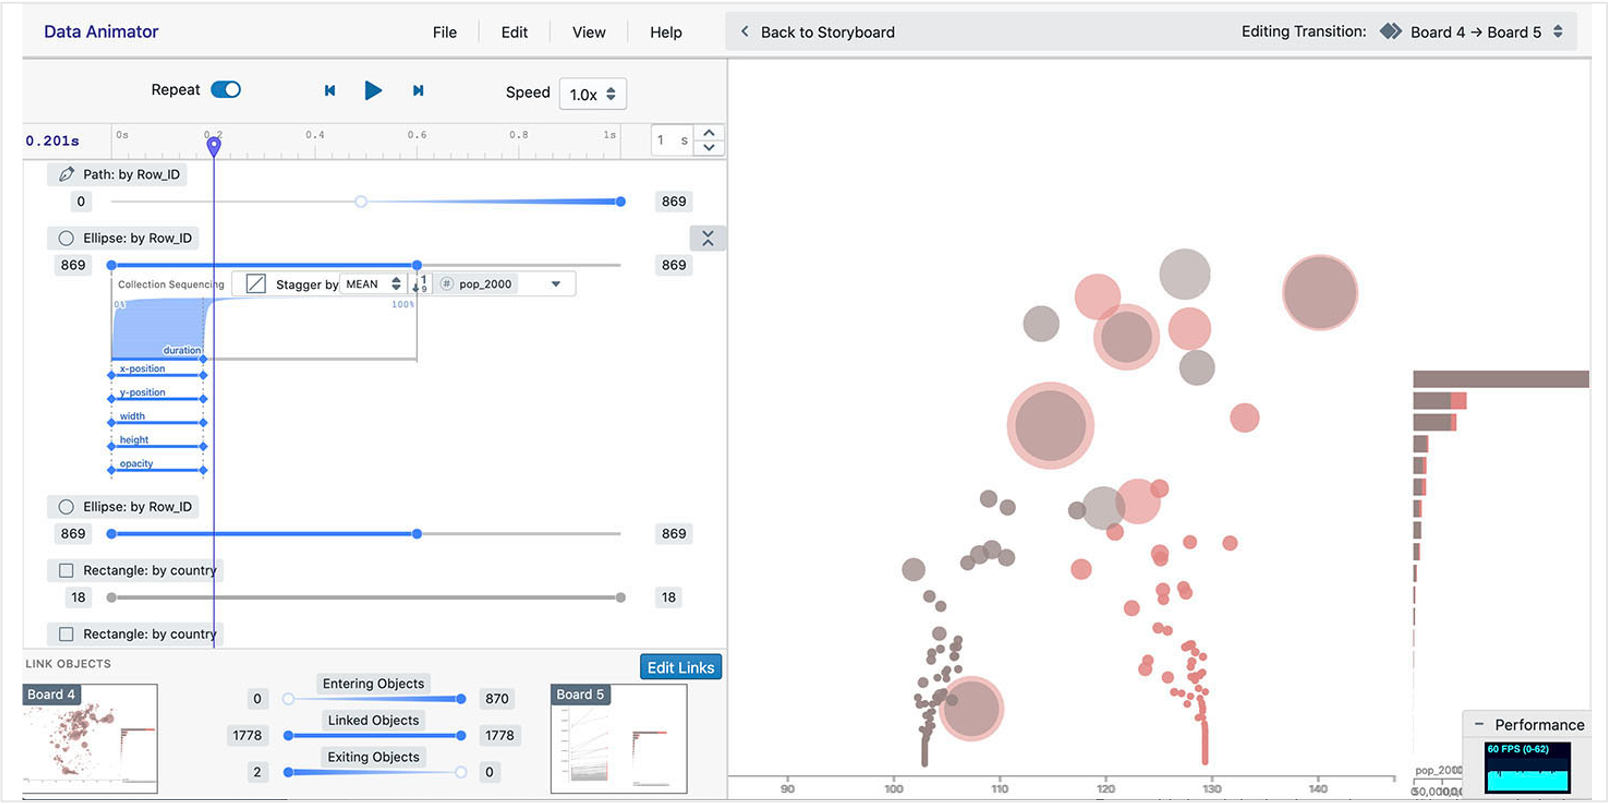 Data Animator
File Edit View Help
Back to Storyboard
Editing Transition: Board 4 → Board 5
Repeat
Speed 1.0x
0.201s
0s 0.2 0.4 0.6 0.8 1s
1 s
Path: by Row_ID
0 869
Ellipse: by Row_ID
869 869
Collection Sequencing
Stagger by MEAN
1
9
# pop_2000
0% 100%
duration
x-position
y-position
width
height
opacity
Ellipse: by Row_ID
869 869
Rectangle: by country
18 18
Rectangle: by country
LINK OBJECTS
Edit Links
Board 4
Entering Objects
0 870
Linked Objects
1778 1778
Exiting Objects
2 0
Board 5
90 100 110 120 130 140
Performance
60 FPS (0-62)